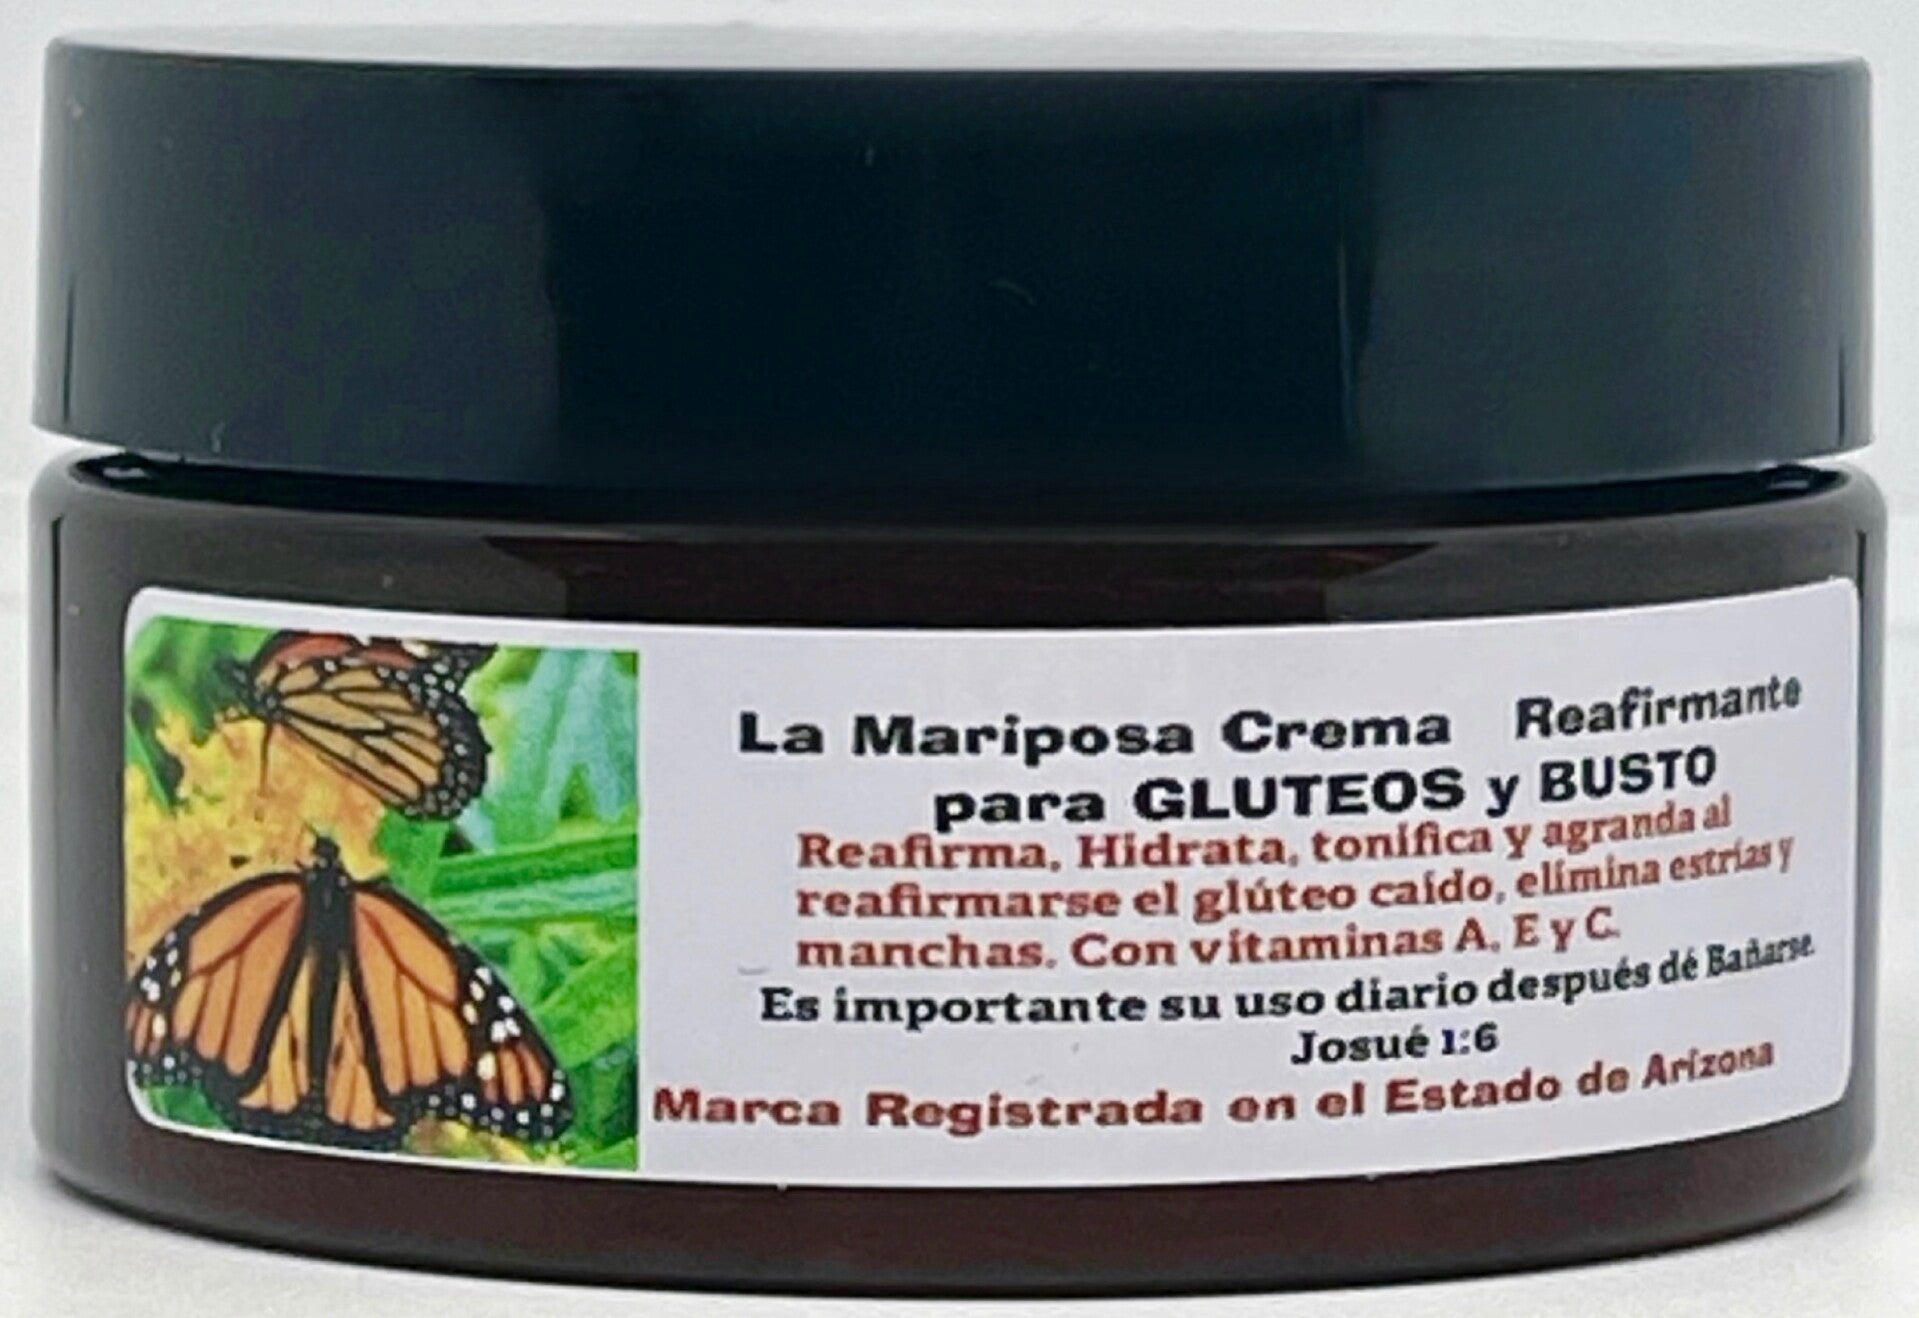 La Mariposa Crema Reafirmante
para GLUTEOS y BUSTO
Reafirma, Hidrata, tonifica y agranda al
reafirmarse el glúteo caído, elimina estrías y
manchas. Con vitaminas A, E y C.
Es importante su uso diario después dé Bañarse.
Josué 1:6
Marca Registrada en el Estado de Arizona